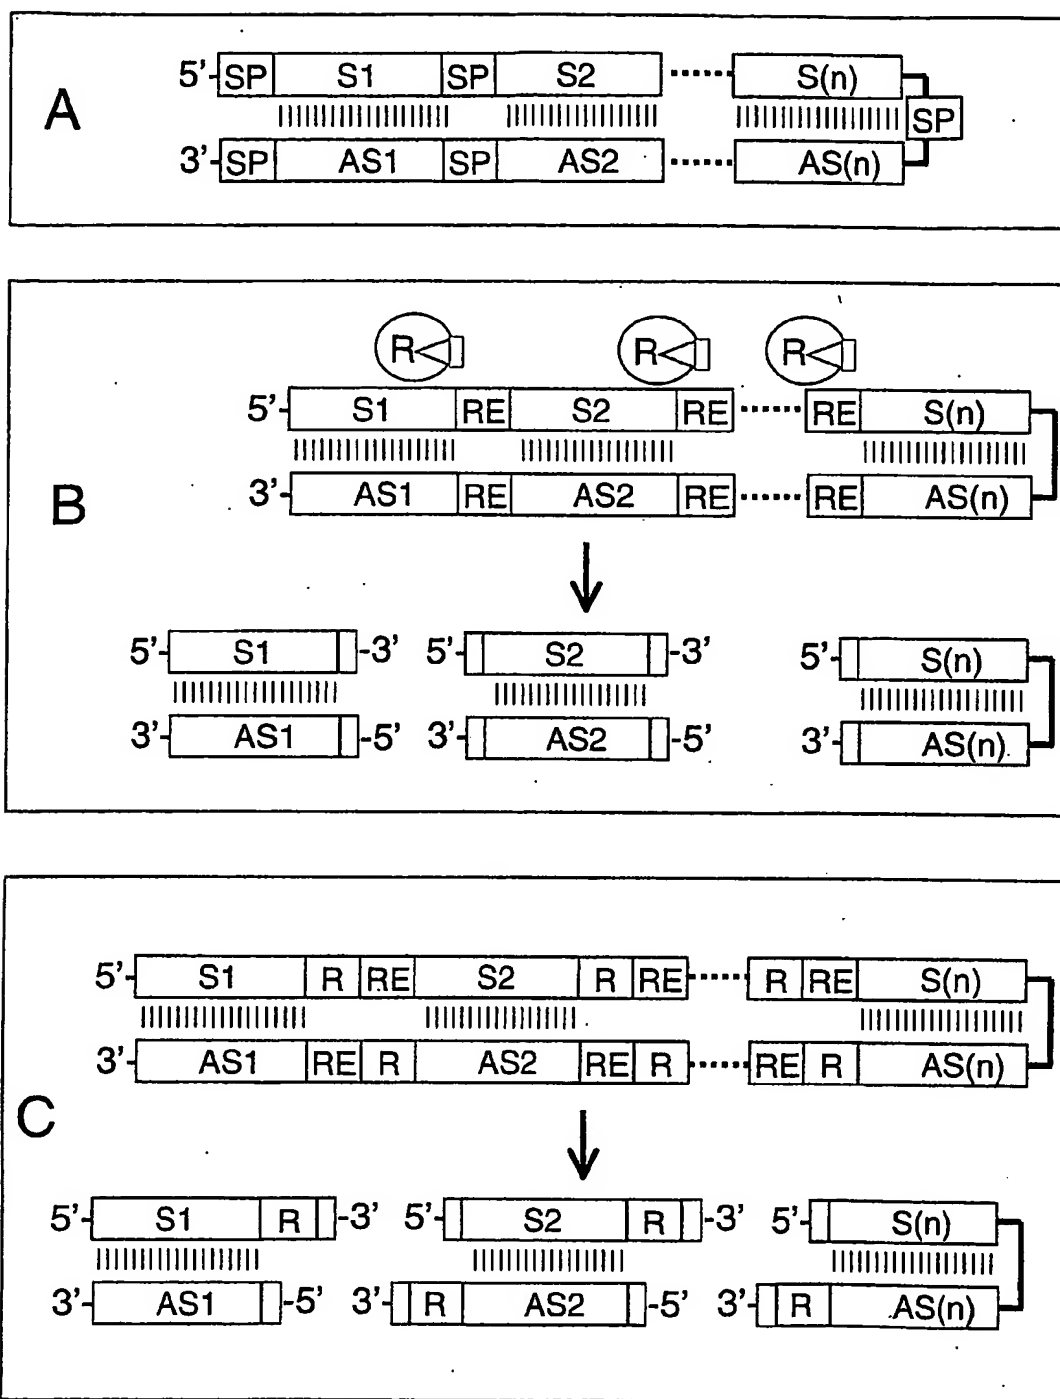 A
5'- SP S1 SP S2 S(n)
SP
3'- SP AS1 SP AS2 AS(n)
B
R R R
5'- S1 RE S2 RE RE S(n)
3'- AS1 RE AS2 RE RE AS(n)
5'- S1 -3' 5'- S2 -3' 5'- S(n)
3'- AS1 -5' 3'- AS2 -5' 3'- AS(n)
C
5'- S1 R RE S2 R RE R RE S(n)
3'- AS1 RE R AS2 RE R RE R AS(n)
5'- S1 R -3' 5'- S2 R -3' 5'- S(n)
3'- AS1 -5' 3'- R AS2 -5' 3'- R AS(n)